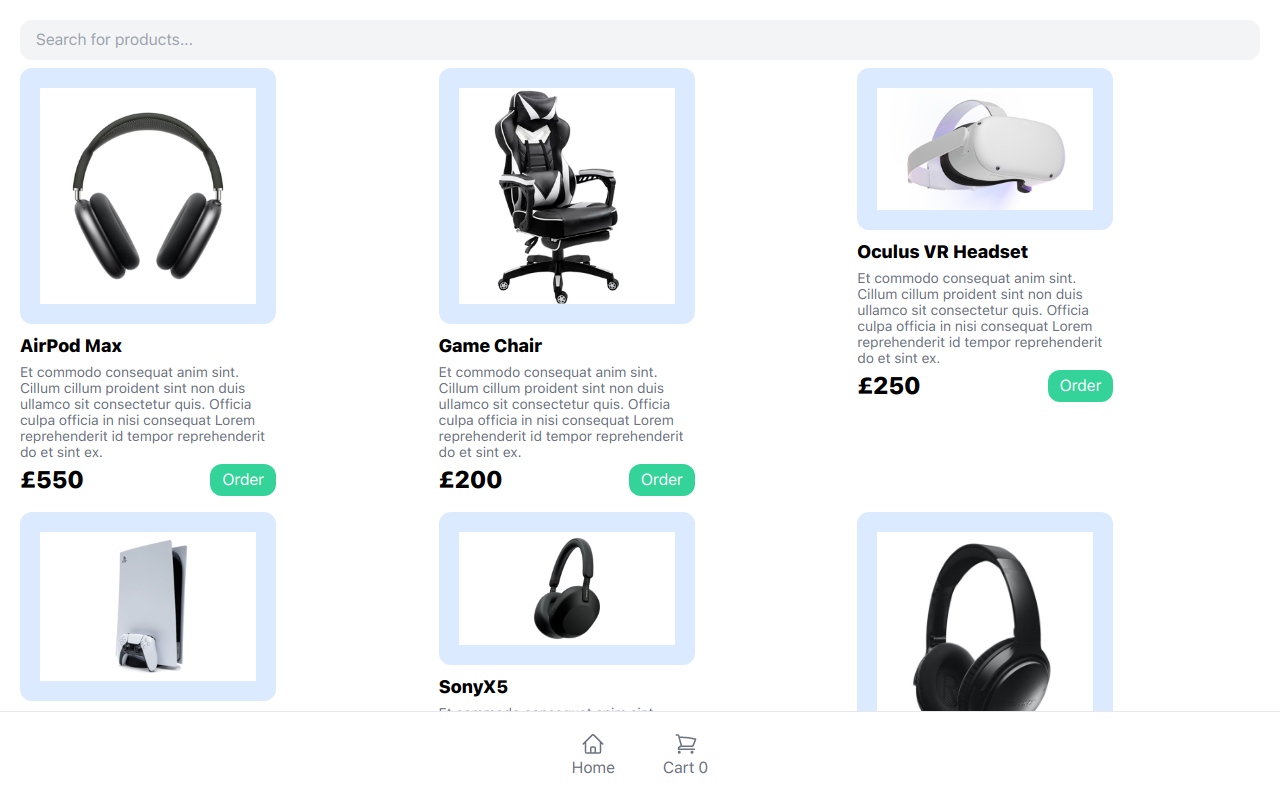 Search for products...
AirPod Max
Et commodo consequat anim sint.
Cillum cillum proident sint non duis
ullamco sit consectetur quis. Officia
culpa officia in nisi consequat Lorem
reprehenderit id tempor reprehenderit
do et sint ex.
£550
Order
Game Chair
Et commodo consequat anim sint.
Cillum cillum proident sint non duis
ullamco sit consectetur quis. Officia
culpa officia in nisi consequat Lorem
reprehenderit id tempor reprehenderit
do et sint ex.
£200
Order
Oculus VR Headset
Et commodo consequat anim sint.
Cillum cillum proident sint non duis
ullamco sit consectetur quis. Officia
culpa officia in nisi consequat Lorem
reprehenderit id tempor reprehenderit
do et sint ex.
£250
Order
SonyX5
Home
Cart 0